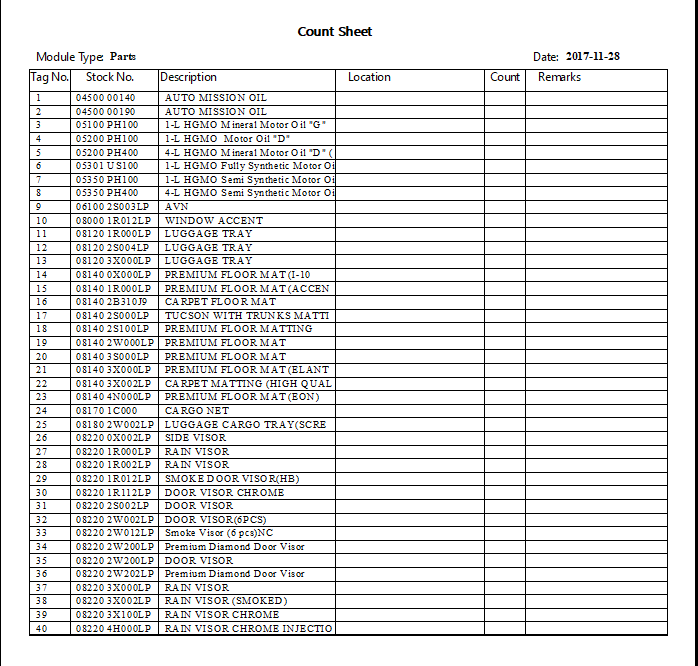 Count Sheet
Module Type: Parts Date: 2017-11-28
Tag No. Stock No. Description Location Count Remarks
1 04500 00140 AUTO MISSION OIL
2 04500 00190 AUTO MISSION OIL
3 05100 PH100 1-L HGMO Mineral Motor Oil "G"
4 05200 PH100 1-L HGMO Motor Oil "D"
5 05200 PH400 4-L HGMO Mineral Motor Oil "D" (
6 05301 US100 1-L HGMO Fully Synthetic Motor Oi
7 05350 PH100 1-L HGMO Semi Synthetic Motor Oi
8 05350 PH400 4-L HGMO Semi Synthetic Motor Oi
9 06100 2S003LP AVN
10 08000 1R012LP WINDOW ACCENT
11 08120 1R000LP LUGGAGE TRAY
12 08120 2S004LP LUGGAGE TRAY
13 08120 3X000LP LUGGAGE TRAY
14 08140 0X000LP PREMIUM FLOOR MAT (I-10
15 08140 1R000LP PREMIUM FLOOR MAT (ACCEN
16 08140 2B310J9 CARPET FLOOR MAT
17 08140 2S000LP TUCSON WITH TRUNKS MATTI
18 08140 2S100LP PREMIUM FLOOR MATTING
19 08140 2W000LP PREMIUM FLOOR MAT
20 08140 3S000LP PREMIUM FLOOR MAT
21 08140 3X000LP PREMIUM FLOOR MAT (ELANT
22 08140 3X002LP CARPET MATTING (HIGH QUAL
23 08140 4N000LP PREMIUM FLOOR MAT (EON)
24 08170 1C000 CARGO NET
25 08180 2W002LP LUGGAGE CARGO TRAY(SCRE
26 08220 0X002LP SIDE VISOR
27 08220 1R000LP RAIN VISOR
28 08220 1R002LP RAIN VISOR
29 08220 1R012LP SMOKE DOOR VISOR(HB)
30 08220 1R112LP DOOR VISOR CHROME
31 08220 2S002LP DOOR VISOR
32 08220 2W002LP DOOR VISOR(6PCS)
33 08220 2W012LP Smoke Visor (6 pcs)NC
34 08220 2W200LP Premium Diamond Door Visor
35 08220 2W200LP DOOR VISOR
36 08220 2W202LP Premium Diamond Door Visor
37 08220 3X000LP RAIN VISOR
38 08220 3X002LP RAIN VISOR (SMOKED)
39 08220 3X100LP RAIN VISOR CHROME
40 08220 4H000LP RAIN VISOR CHROME INJECTIO